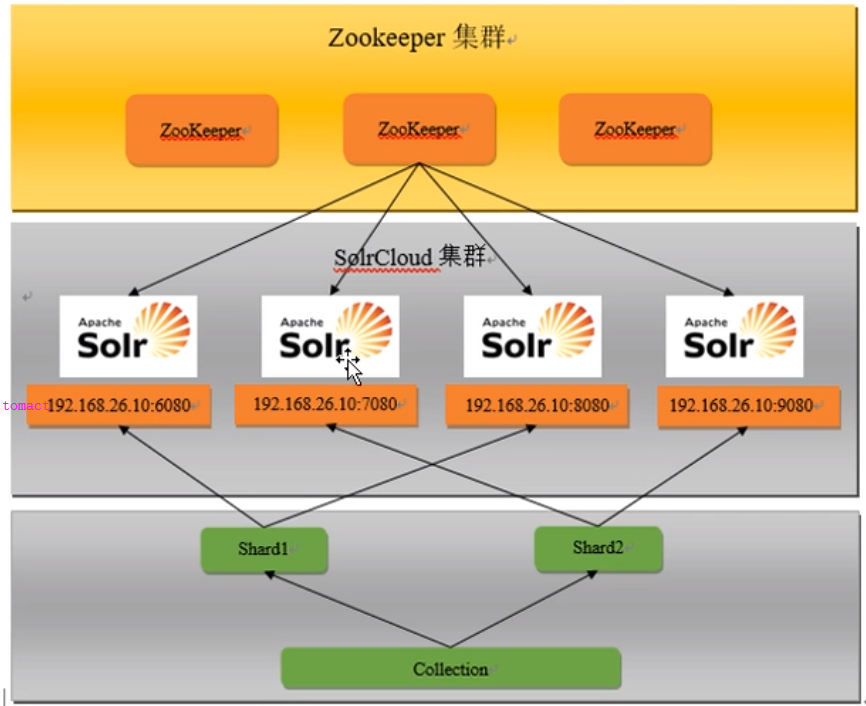 Zookeeper 集群
ZooKeeper
ZooKeeper
ZooKeeper
SolrCloud 集群
Apache
Solr
Apache
Solr
Apache
Solr
Apache
Solr
tomact
192.168.26.10:6080
192.168.26.10:7080
192.168.26.10:8080
192.168.26.10:9080
Shard1
Shard2
Collection